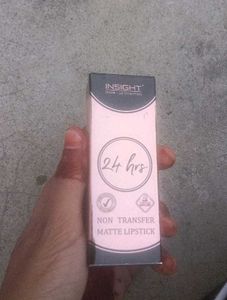 INSIGHT
24 hrs
NON TRANSFER
MATTE LIPSTICK